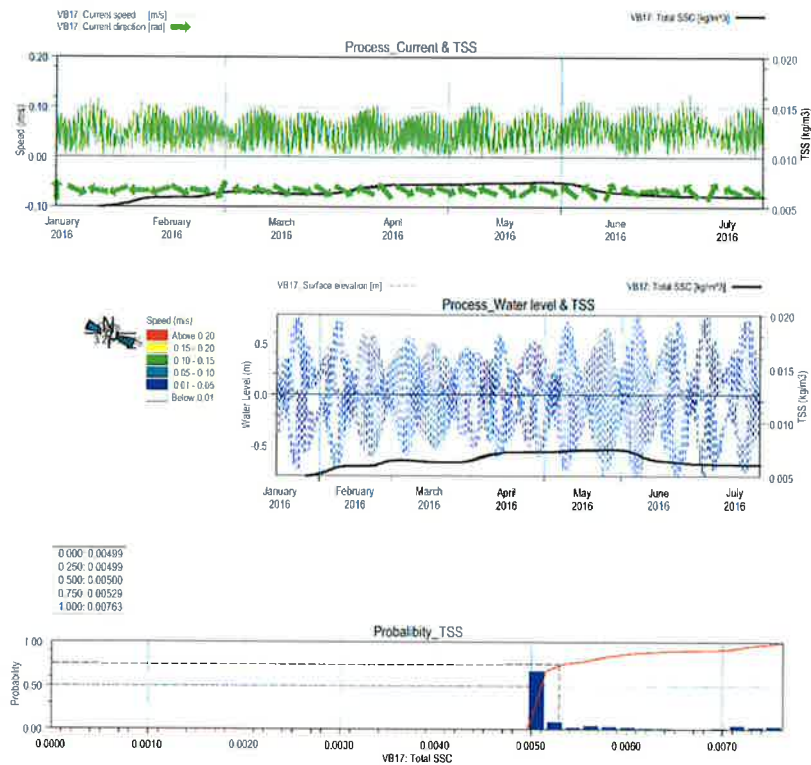 VB17: Current speed [m/s]
VB17: Current direction [rad]
VB17: Total SSC [kg/m^3]
Process_Current & TSS
0.20
0.10
0.00
-0.10
Speed (m/s)
0.020
0.015
0.010
0.005
TSS (kg/m3)
January 2016
February 2016
March 2016
April 2016
May 2016
June 2016
July 2016
VB17: Surface elevation [m]
VB17: Total SSC [kg/m^3]
Process_Water level & TSS
N
Speed (m/s)
Above 0.20
0.15 - 0.20
0.10 - 0.15
0.05 - 0.10
0.01 - 0.05
Below 0.01
0.5
0.0
-0.5
Water Level (m)
0.020
0.015
0.010
0.005
TSS (kg/m3)
January 2016
February 2016
March 2016
April 2016
May 2016
June 2016
July 2016
0.000: 0.00499
0.250: 0.00499
0.500: 0.00500
0.750: 0.00529
1.000: 0.00763
Probalibity_TSS
1.00
0.50
0.00
Probability
0.0000
0.0010
0.0020
0.0030
0.0040
0.0050
0.0060
0.0070
VB17: Total SSC